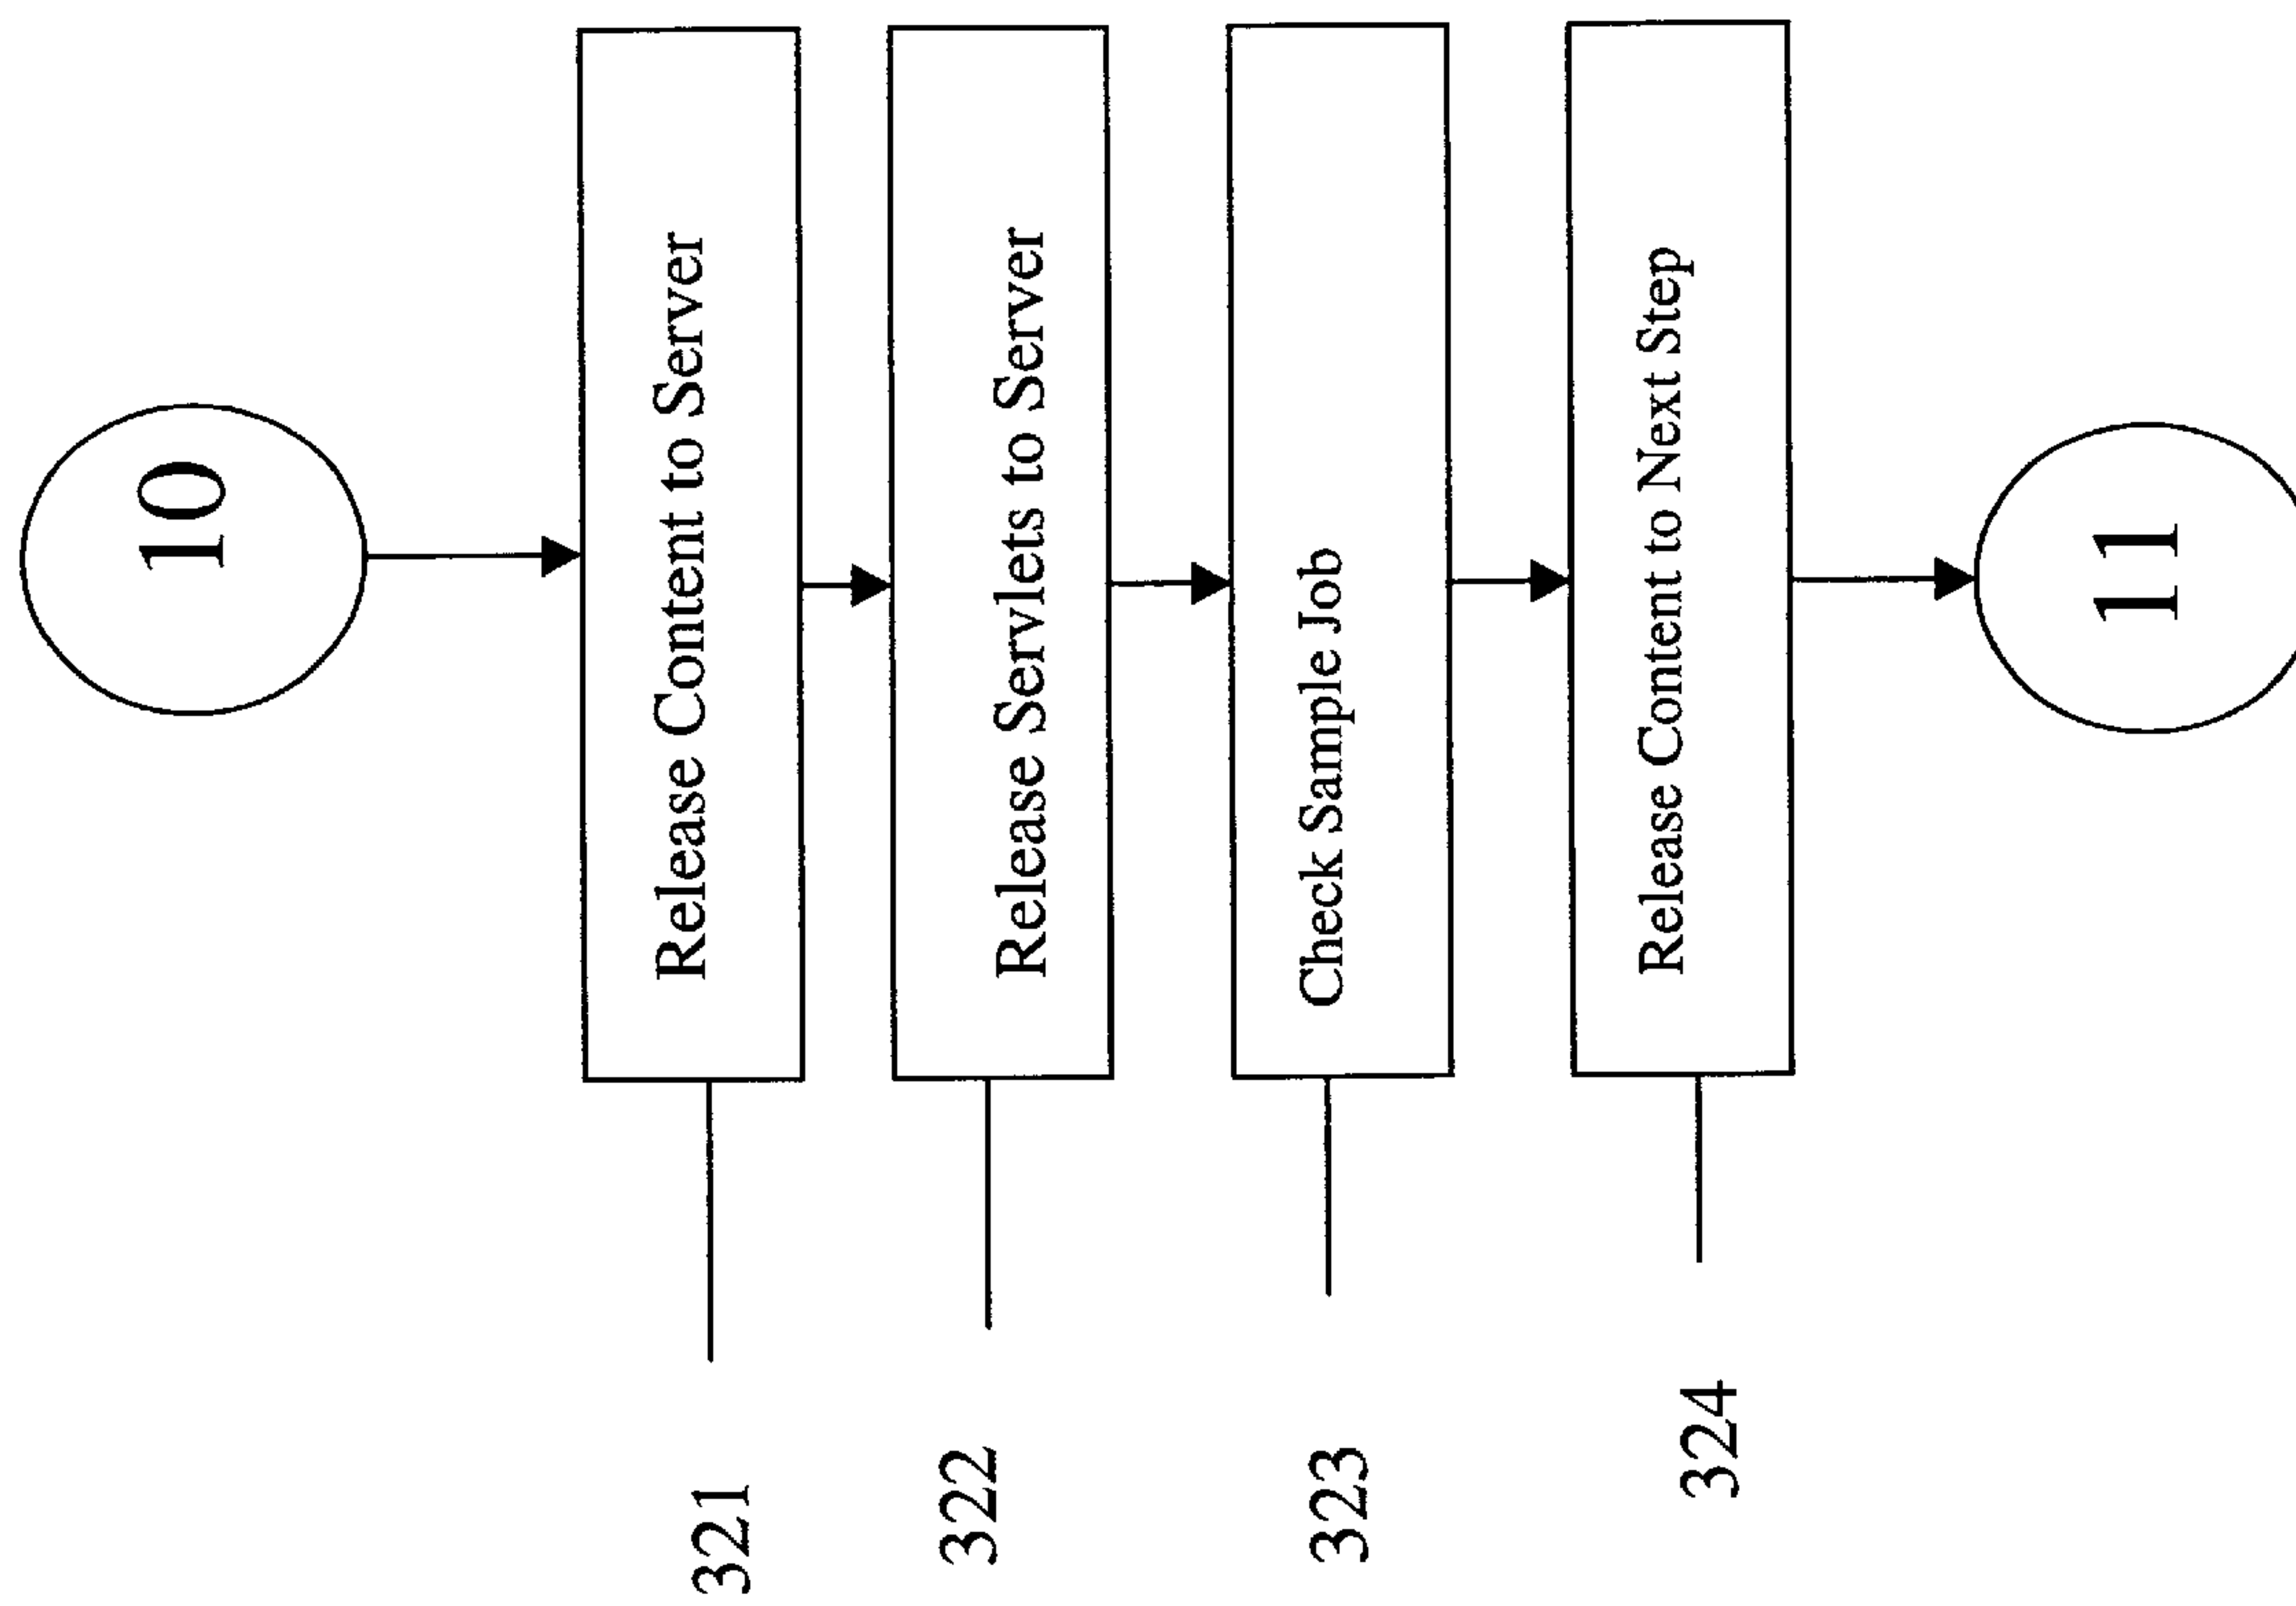 10
321
Release Content to Server
322
Release Servlets to Server
323
Check Sample Job
324
Release Content to Next Step
11